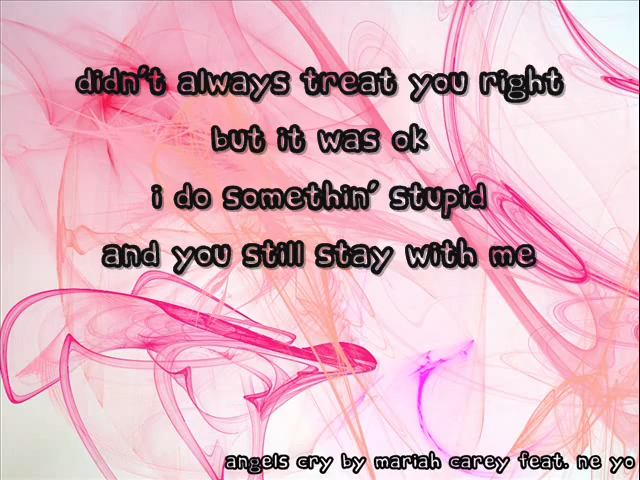 didn't always treat you right
but it was ok
i do somethin' stupid
and you still stay with me
angels cry by mariah carey feat. ne yo